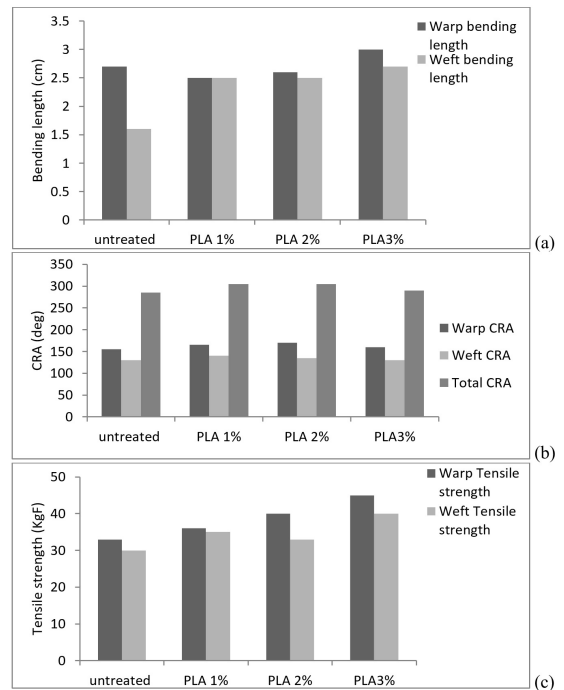 Bending length (cm)
3.5
3
2.5
2
1.5
1
0.5
0
untreated PLA 1% PLA 2% PLA3%
Warp bending
length
Weft bending
length
(a)
CRA (deg)
350
300
250
200
150
100
50
0
untreated PLA 1% PLA 2% PLA3%
Warp CRA
Weft CRA
Total CRA
(b)
Tensile strength (KgF)
50
40
30
20
10
0
untreated PLA 1% PLA 2% PLA3%
Warp Tensile
strength
Weft Tensile
strength
(c)